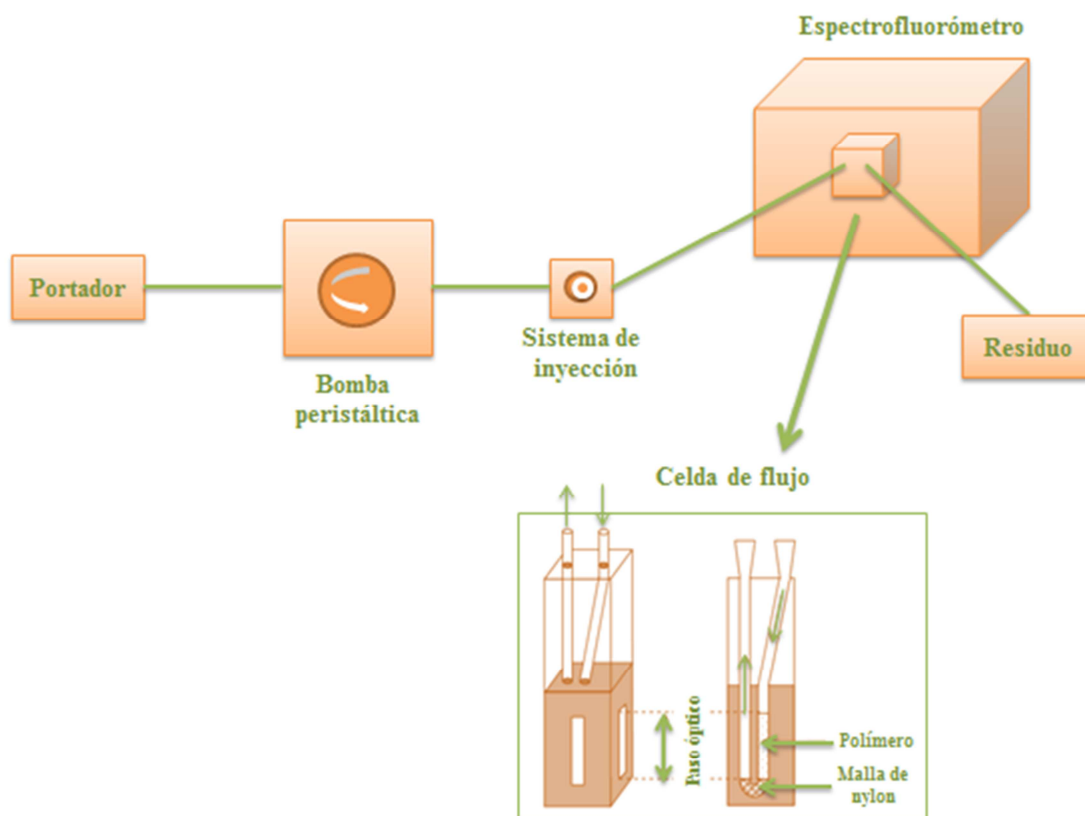 Espectrofluorómetro
Portador
Bomba
peristáltica
Sistema de
inyección
Residuo
Celda de flujo
Paso óptico
Polímero
Malla de
nylon